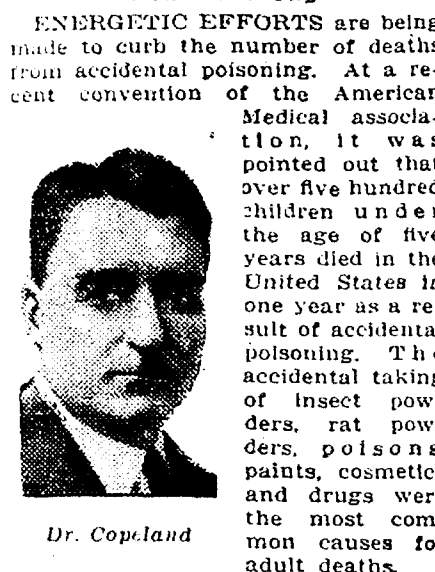 ENERGETIC EFFORTS are being
made to curb the number of deaths
from accidental poisoning. At a re-
cent convention of the American
Medical associa-
tion, it was
pointed out that
over five hundred
children under
the age of five
years died in the
United States in
one year as a re-
sult of accidental
poisoning. The
accidental taking
of insect pow-
ders, rat pow-
ders, poisons
paints, cosmetic
and drugs were
the most com-
mon causes fo
adult deaths.
Dr. Copeland